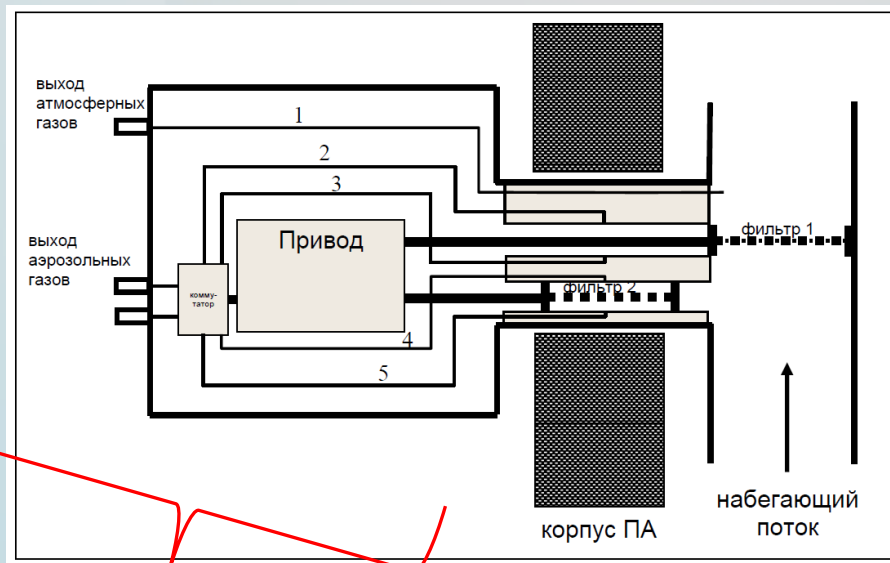 выход
атмосферных
газов
1
2
3
Привод
фильтр 1
выход
аэрозольных
газов
комму-
татор
фильтр 2
4
5
корпус ПА
набегающий
поток